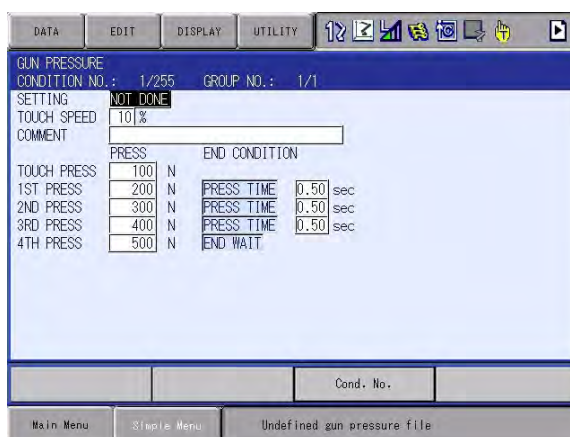 DATA EDIT DISPLAY UTILITY
GUN PRESSURE
CONDITION NO.: 1/255 GROUP NO.: 1/1
SETTING NOT DONE
TOUCH SPEED 10 %
COMMENT
PRESS END CONDITION
TOUCH PRESS 100 N
1ST PRESS 200 N PRESS TIME 0.50 sec
2ND PRESS 300 N PRESS TIME 0.50 sec
3RD PRESS 400 N PRESS TIME 0.50 sec
4TH PRESS 500 N END WAIT
Cond. No.
Main Menu Simple Menu Undefined gun pressure file